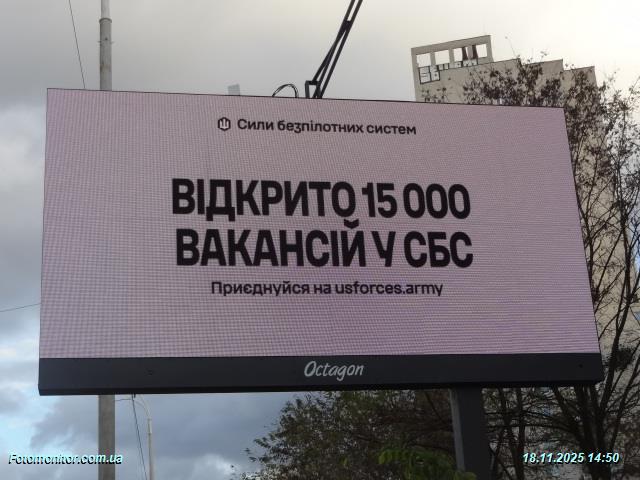 Сили безпілотних систем
ВІДКРИТО 15 000
ВАКАНСІЙ У СБС
Приєднуйся на usforces.army
Octagon
Fotomonitor.com.ua
18.11.2025 14:50